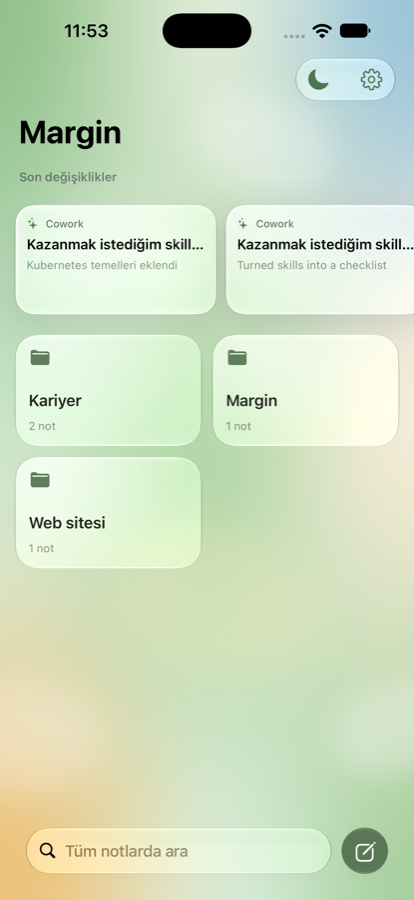 11:53
Margin
Son değişiklikler
Cowork
Kazanmak istediğim skill...
Kubernetes temelleri eklendi
Cowork
Kazanmak istediğim skill...
Turned skills into a checklist
Kariyer
2 not
Margin
1 not
Web sitesi
1 not
Tüm notlarda ara